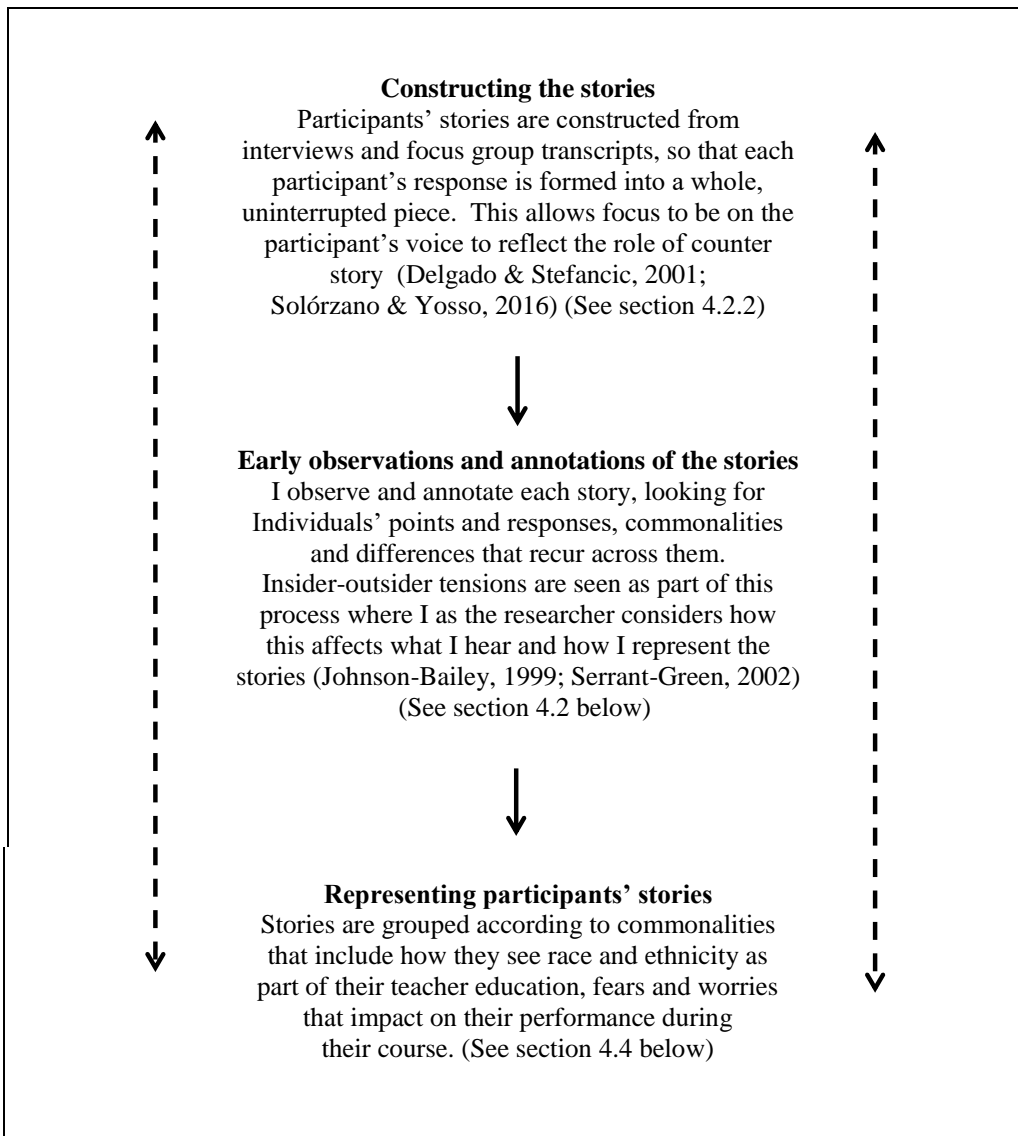 Constructing the stories
Participants’ stories are constructed from
interviews and focus group transcripts, so that each
participant’s response is formed into a whole,
uninterrupted piece.  This allows focus to be on the
participant’s voice to reflect the role of counter
story  (Delgado & Stefancic, 2001;
Solórzano & Yosso, 2016) (See section 4.2.2)
Early observations and annotations of the stories
I observe and annotate each story, looking for
Individuals’ points and responses, commonalities
and differences that recur across them.
Insider-outsider tensions are seen as part of this
process where I as the researcher considers how
this affects what I hear and how I represent the
stories (Johnson-Bailey, 1999; Serrant-Green, 2002)
(See section 4.2 below)
Representing participants’ stories
Stories are grouped according to commonalities
that include how they see race and ethnicity as
part of their teacher education, fears and worries
that impact on their performance during
their course. (See section 4.4 below)